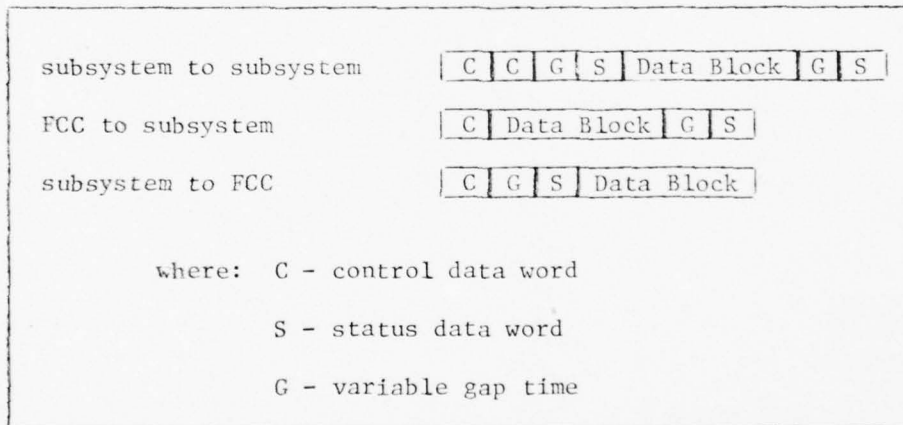 subsystem to subsystem C C G S Data Block G S
FCC to subsystem C Data Block G S
subsystem to FCC C G S Data Block
where: C - control data word
S - status data word
G - variable gap time